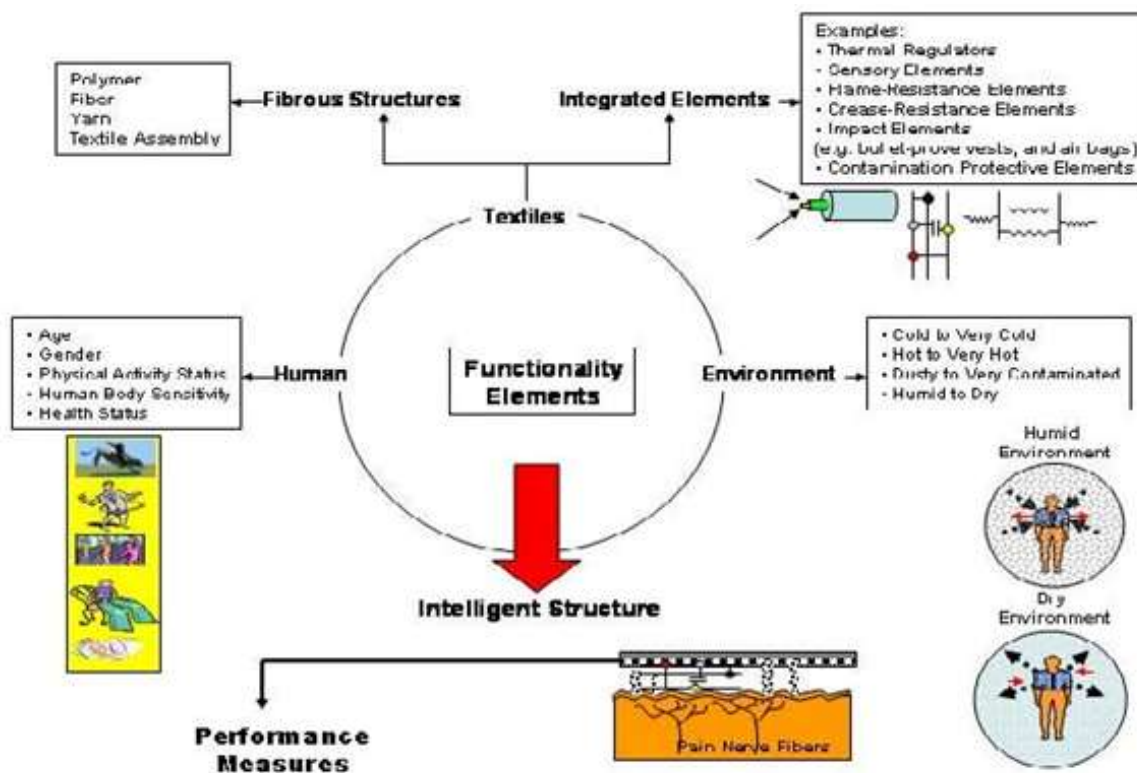 Examples:
• Thermal Regulators
- Sensory Elements
• Flame-Resistance Elements
• Crease-Resistance Elements
• Impact Elements
(e.g. bullet-prove vests, and air bags)
• Contamination Protective Elements
Polymer
Fiber
Yarn
Textile Assembly
Fibrous Structures
Integrated Elements
Textiles
• Age
• Gender
• Physical Activity Status
- Human Body Sensitivity
• Health Status
Human
Functionality
Elements
Environment
• Cold to Very Cold
• Hot to Very Hot
• Dusty to Very Contaminated
- Humid to Dry
Humid
Environment
Dry
Environment
Intelligent Structure
Performance
Measures
Pain Nerve Fibers